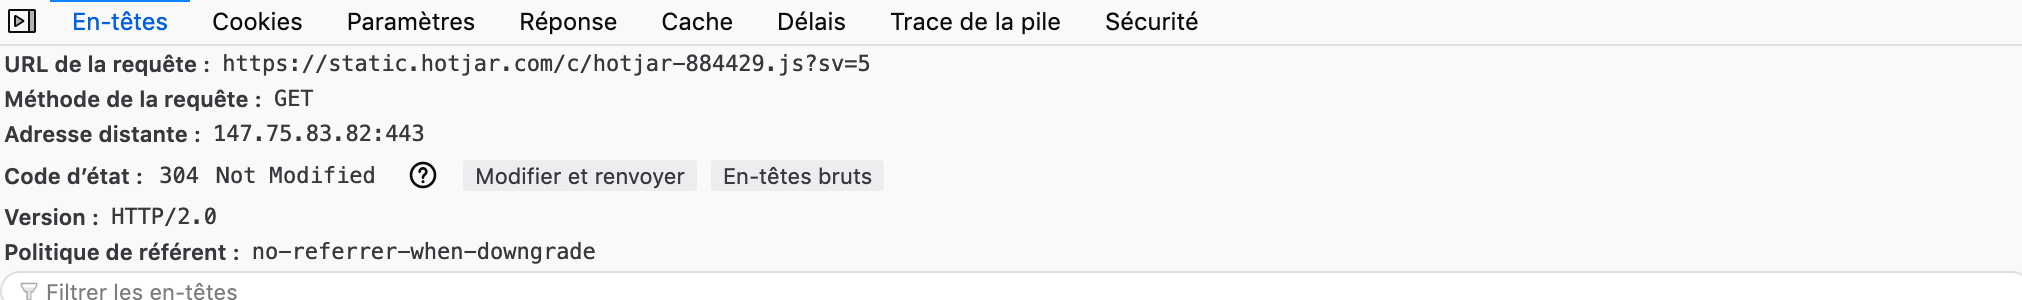 En-têtes Cookies Paramètres Réponse Cache Délais Trace de la pile Sécurité
URL de la requête : https://static.hotjar.com/c/hotjar-884429.js?sv=5
Méthode de la requête : GET
Adresse distante : 147.75.83.82:443
Code d’état : 304 Not Modified ? Modifier et renvoyer En-têtes bruts
Version : HTTP/2.0
Politique de référent : no-referrer-when-downgrade
Filtrer les en-têtes